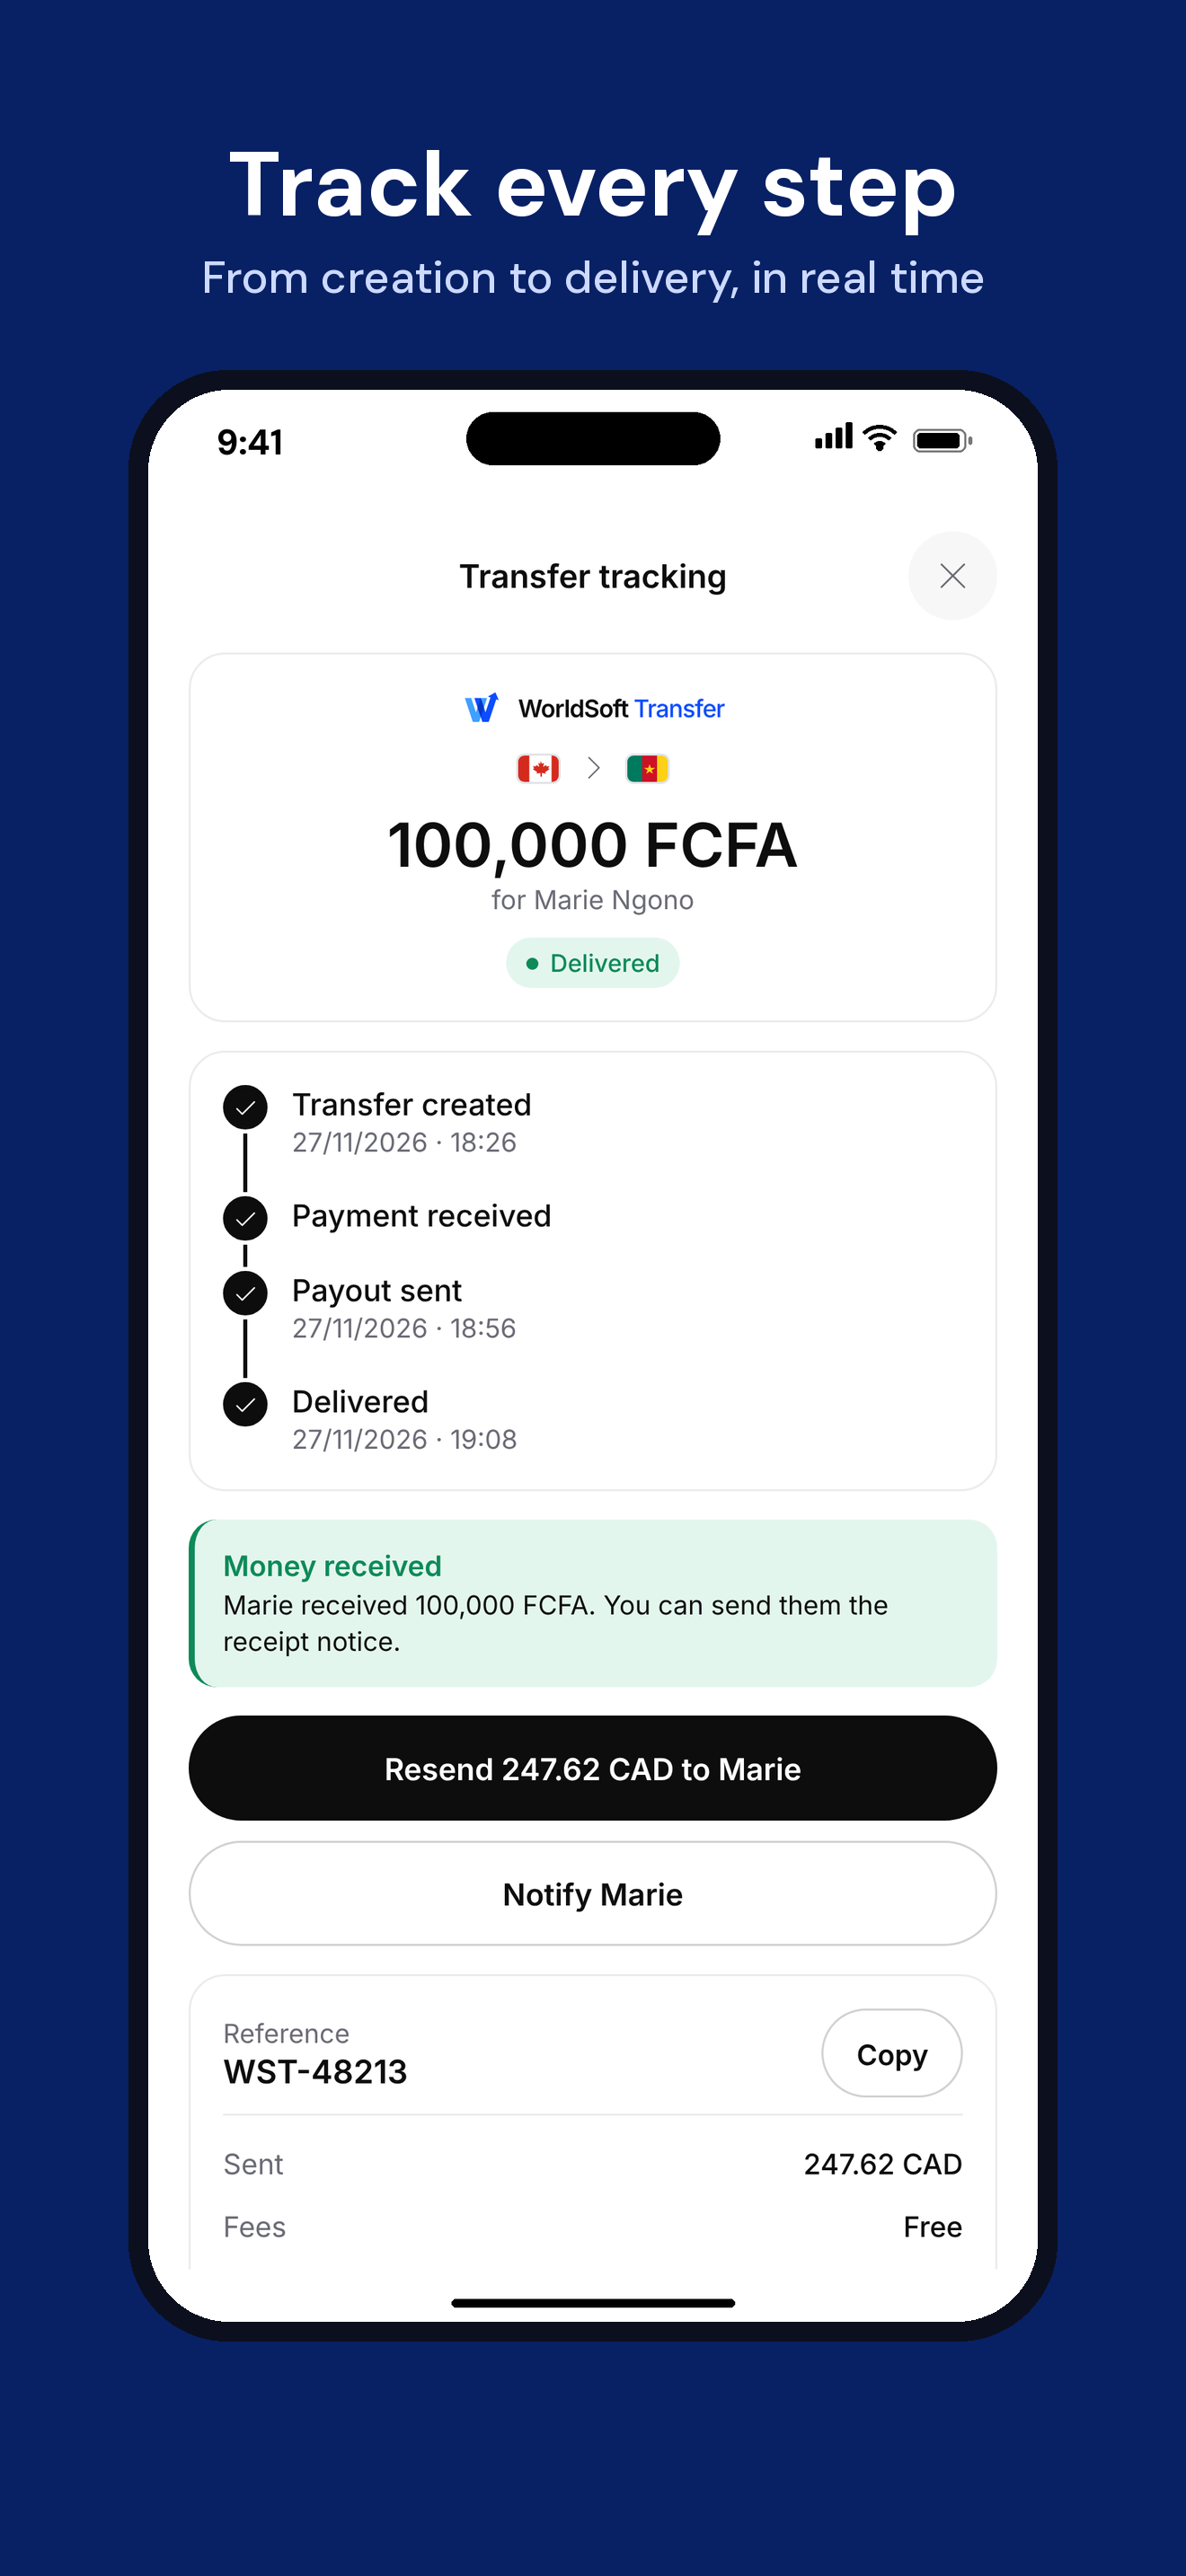 Track every step
From creation to delivery, in real time
9:41
Transfer tracking
WorldSoft Transfer
100,000 FCFA
for Marie Ngono
Delivered
Transfer created
27/11/2026 · 18:26
Payment received
Payout sent
27/11/2026 · 18:56
Delivered
27/11/2026 · 19:08
Money received
Marie received 100,000 FCFA. You can send them the
receipt notice.
Resend 247.62 CAD to Marie
Notify Marie
Reference
WST-48213
Copy
Sent
247.62 CAD
Fees
Free